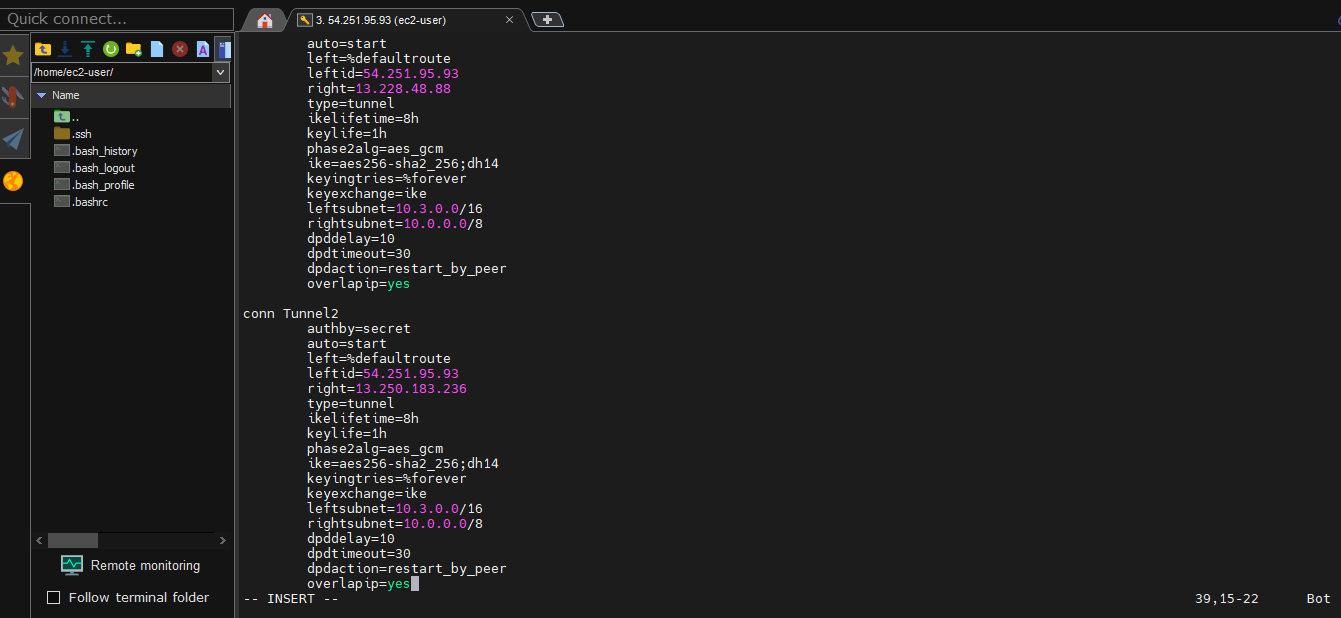 Quick connect...
3. 54.251.95.93 (ec2-user)
/home/ec2-user/
Name
..
.ssh
.bash_history
.bash_logout
.bash_profile
.bashrc
Remote monitoring
Follow terminal folder
auto=start
left=%defaultroute
leftid=54.251.95.93
right=13.228.48.88
type=tunnel
ikelifetime=8h
keylife=1h
phase2alg=aes_gcm
ike=aes256-sha2_256;dh14
keyingtries=%forever
keyexchange=ike
leftsubnet=10.3.0.0/16
rightsubnet=10.0.0.0/8
dpddelay=10
dpdtimeout=30
dpdaction=restart_by_peer
overlapip=yes
conn Tunnel2
authby=secret
auto=start
left=%defaultroute
leftid=54.251.95.93
right=13.250.183.236
type=tunnel
ikelifetime=8h
keylife=1h
phase2alg=aes_gcm
ike=aes256-sha2_256;dh14
keyingtries=%forever
keyexchange=ike
leftsubnet=10.3.0.0/16
rightsubnet=10.0.0.0/8
dpddelay=10
dpdtimeout=30
dpdaction=restart_by_peer
overlapip=yes
-- INSERT -- 39,15-22 Bot